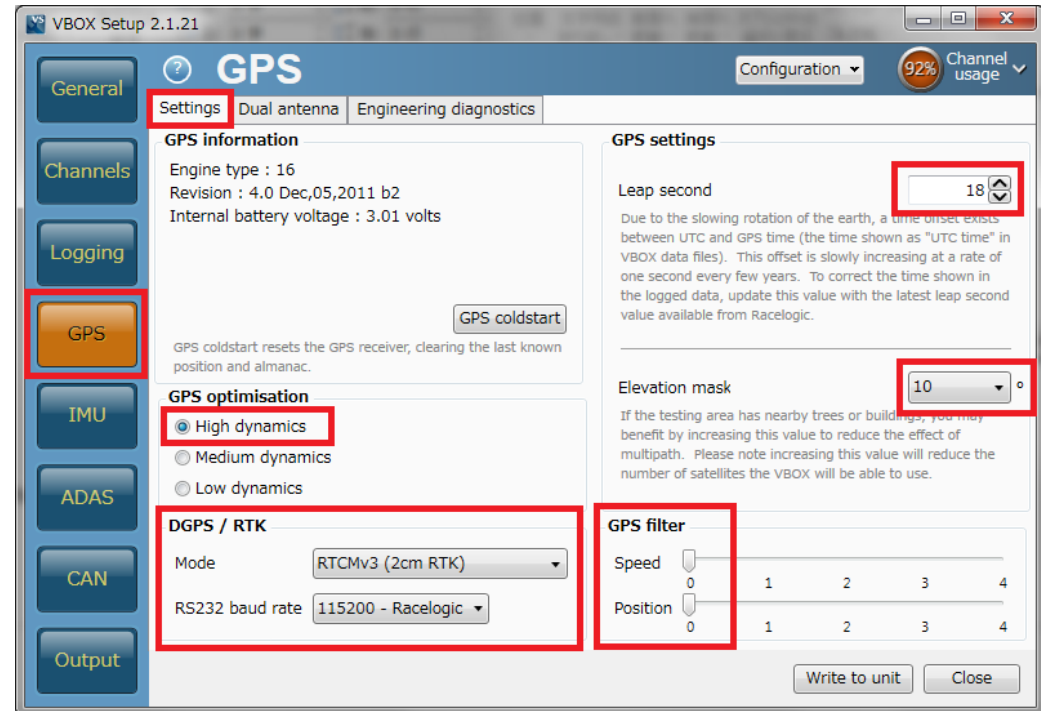 VBOX Setup 2.1.21
General
Channels
Logging
GPS
IMU
ADAS
CAN
Output
? GPS
Configuration
92% Channel usage
Settings Dual antenna Engineering diagnostics
GPS information
Engine type : 16
Revision : 4.0 Dec,05,2011 b2
Internal battery voltage : 3.01 volts
GPS coldstart
GPS coldstart resets the GPS receiver, clearing the last known
position and almanac.
GPS optimisation
High dynamics
Medium dynamics
Low dynamics
DGPS / RTK
Mode RTCMv3 (2cm RTK)
RS232 baud rate 115200 - Racelogic
GPS settings
Leap second 18
Due to the slowing rotation of the earth, a time offset exists
between UTC and GPS time (the time shown as "UTC time" in
VBOX data files). This offset is slowly increasing at a rate of
one second every few years. To correct the time shown in
the logged data, update this value with the latest leap second
value available from Racelogic.
Elevation mask 10 °
If the testing area has nearby trees or buildings, you may
benefit by increasing this value to reduce the effect of
multipath. Please note increasing this value will reduce the
number of satellites the VBOX will be able to use.
GPS filter
Speed
0 1 2 3 4
Position
0 1 2 3 4
Write to unit Close